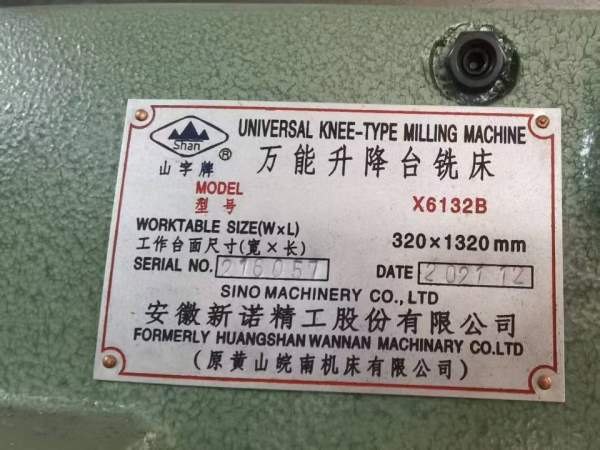 Shan
®
山字牌
UNIVERSAL KNEE-TYPE MILLING MACHINE
万能升降台铣床
MODEL
型号
X6132B
WORKTABLE SIZE(W×L)
工作台面尺寸(宽×长)
320×1320mm
SERIAL NO. 216057
DATE 2021 12
SINO MACHINERY CO.,LTD
安徽新诺精工股份有限公司
FORMERLY HUANGSHAN WANNAN MACHINARY CO.LTD
(原黄山皖南机床有限公司)